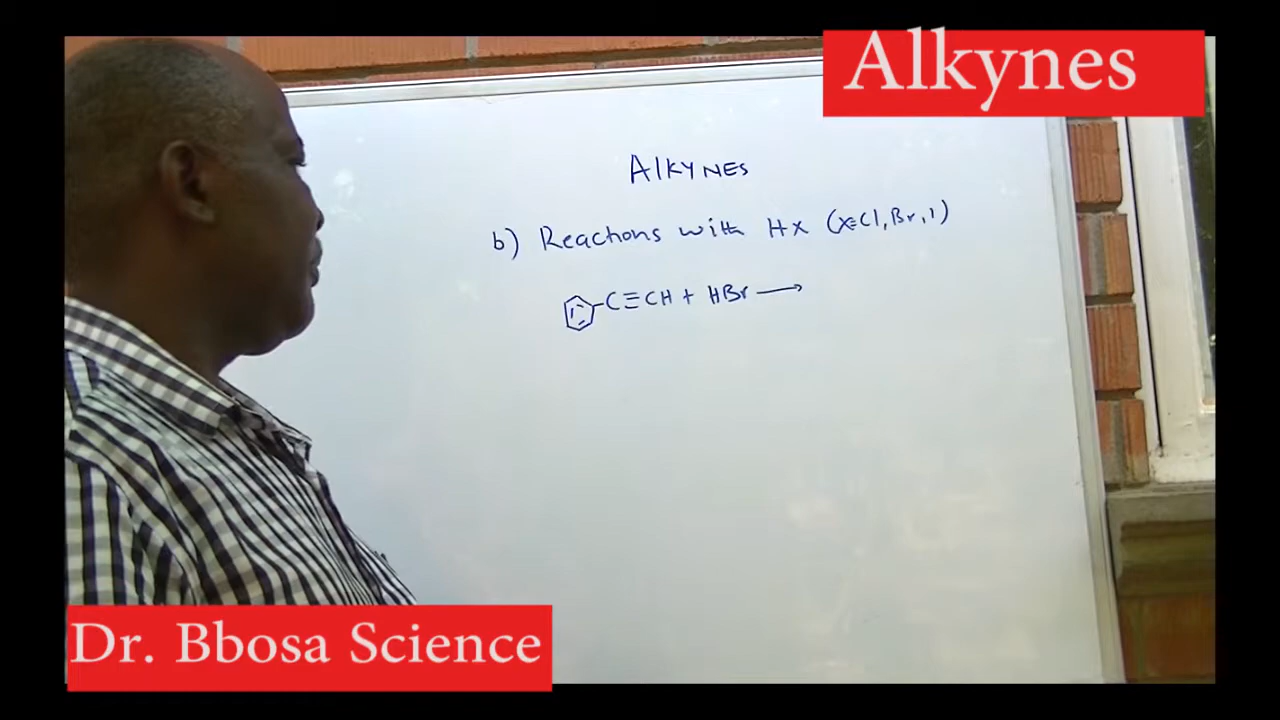 Alkynes
ALKYNES
b) Reactions with HX (X=Cl, Br, I)
C≡CH + HBr ⟶
Dr. Bbosa Science